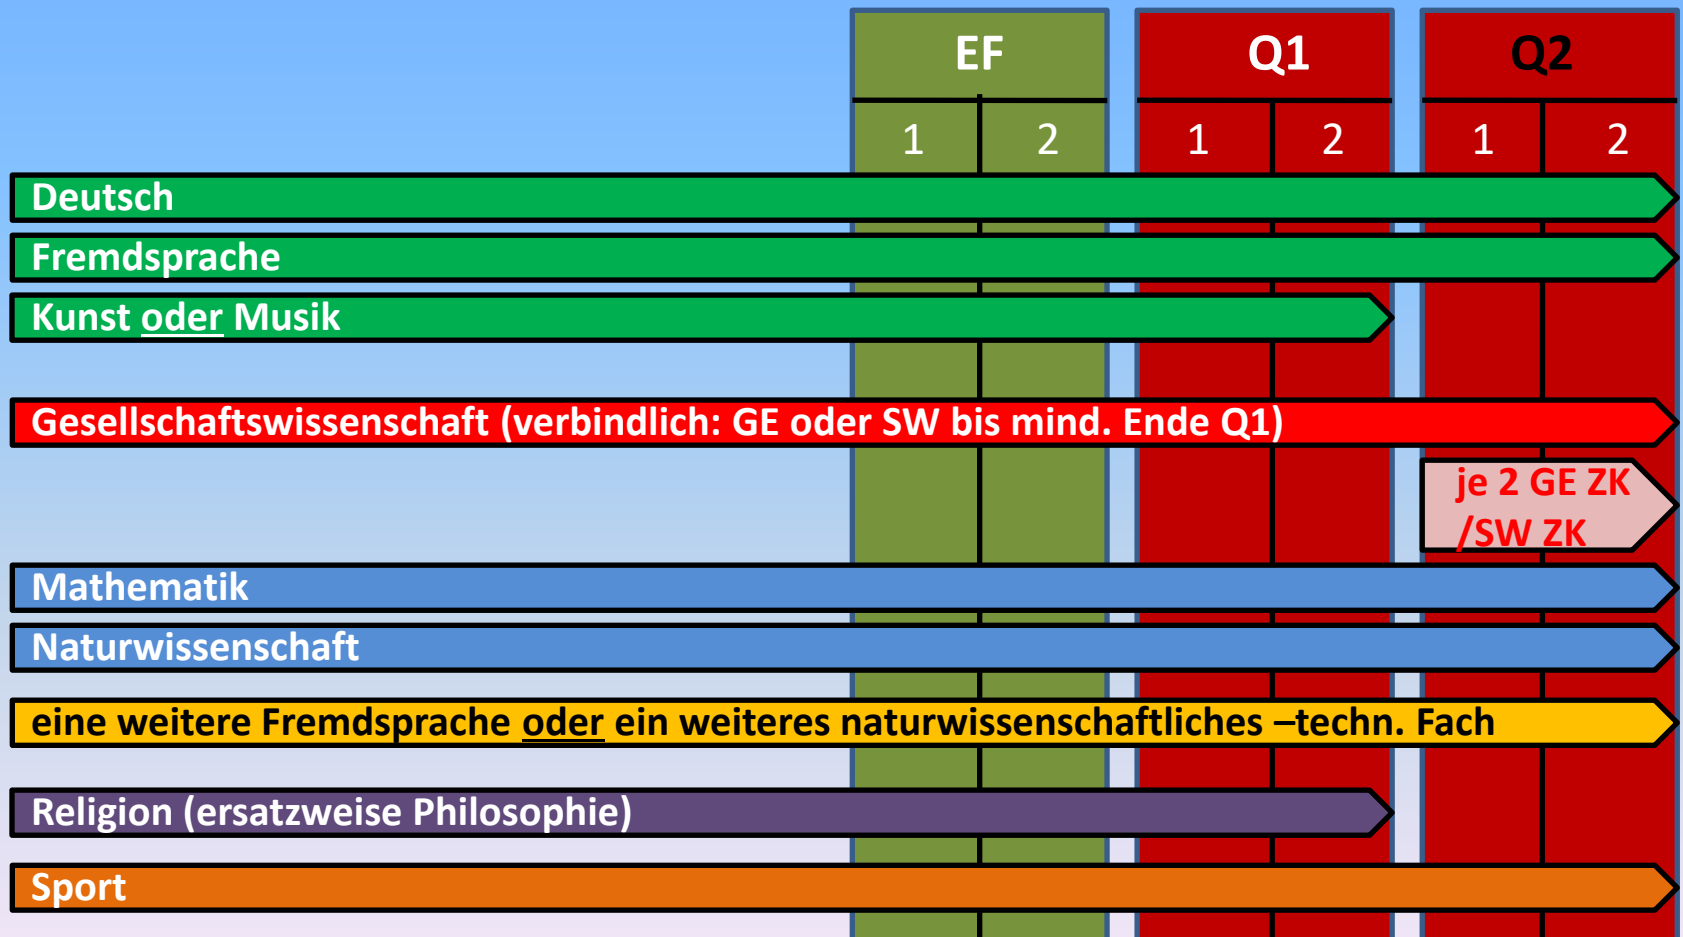 EF Q1 Q2
1 2 1 2 1 2
Deutsch
Fremdsprache
Kunst oder Musik
Gesellschaftswissenschaft (verbindlich: GE oder SW bis mind. Ende Q1)
je 2 GE ZK
/SW ZK
Mathematik
Naturwissenschaft
eine weitere Fremdsprache oder ein weiteres naturwissenschaftliches –techn. Fach
Religion (ersatzweise Philosophie)
Sport